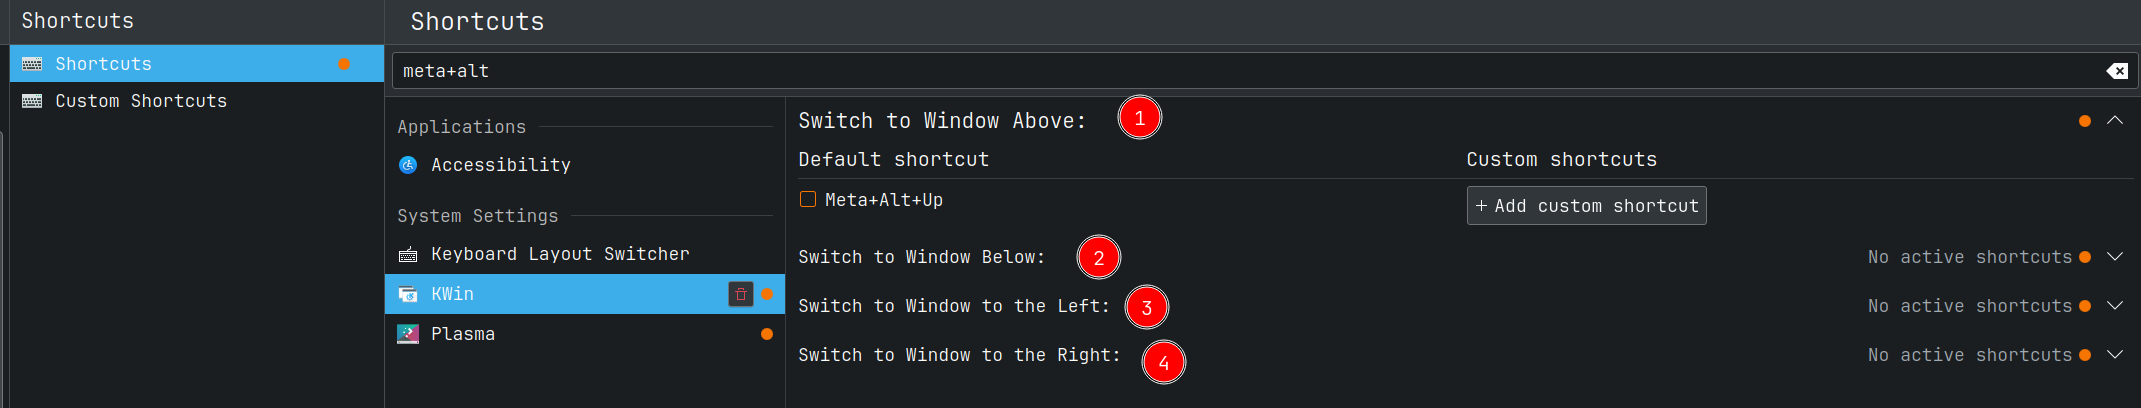 Shortcuts
Shortcuts
Custom Shortcuts
Shortcuts
meta+alt
Applications
Accessibility
System Settings
Keyboard Layout Switcher
KWin
Plasma
Switch to Window Above: 1
Default shortcut Custom shortcuts
Meta+Alt+Up + Add custom shortcut
Switch to Window Below: 2 No active shortcuts
Switch to Window to the Left: 3 No active shortcuts
Switch to Window to the Right: 4 No active shortcuts